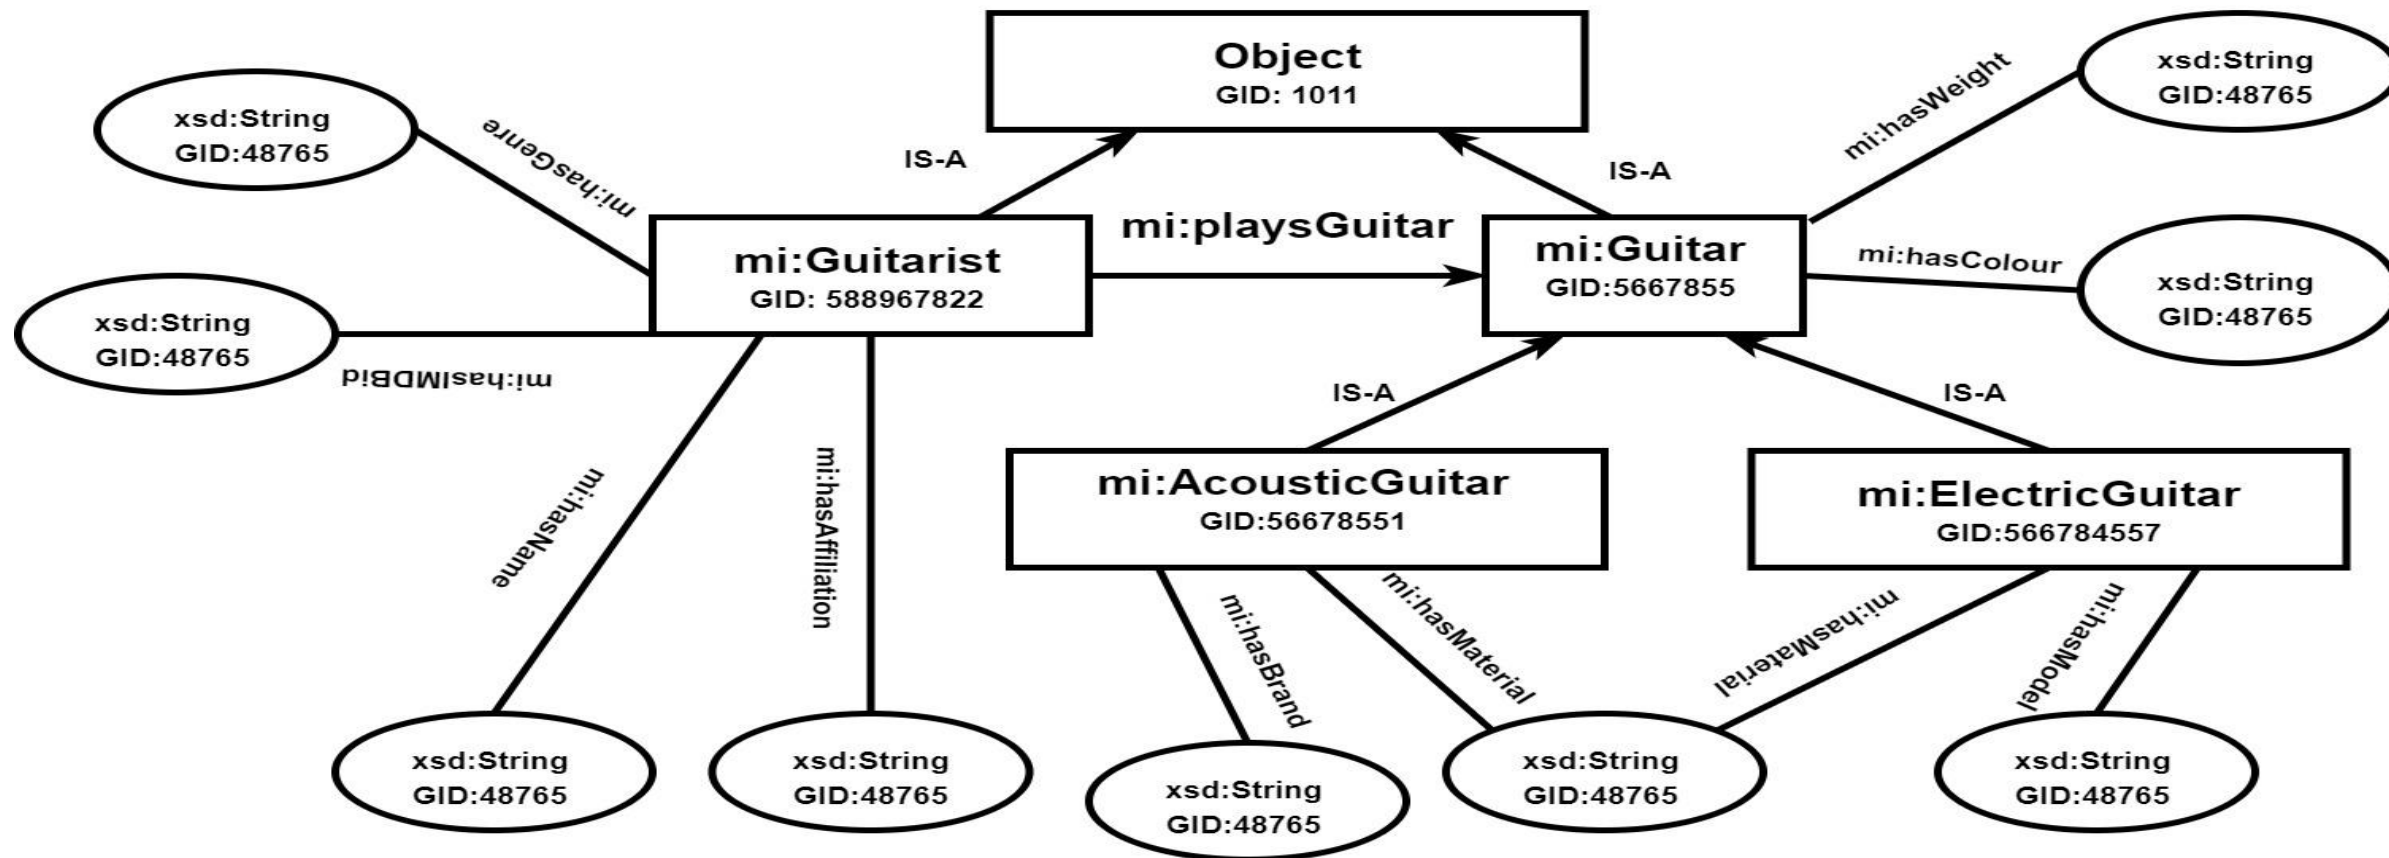 Object
GID: 1011
xsd:String
GID:48765
mi:hasWeight
xsd:String
GID:48765
mi:hasGenre
IS-A
IS-A
mi:playsGuitar
mi:Guitarist
GID: 588967822
mi:Guitar
GID:5667855
mi:hasColour
xsd:String
GID:48765
xsd:String
GID:48765
mi:hasIMDBid
IS-A
IS-A
mi:hasName
mi:hasAffiliation
mi:AcousticGuitar
GID:56678551
mi:ElectricGuitar
GID:566784557
mi:hasBrand
mi:hasMaterial
mi:hasMaterial
mi:hasModel
xsd:String
GID:48765
xsd:String
GID:48765
xsd:String
GID:48765
xsd:String
GID:48765
xsd:String
GID:48765